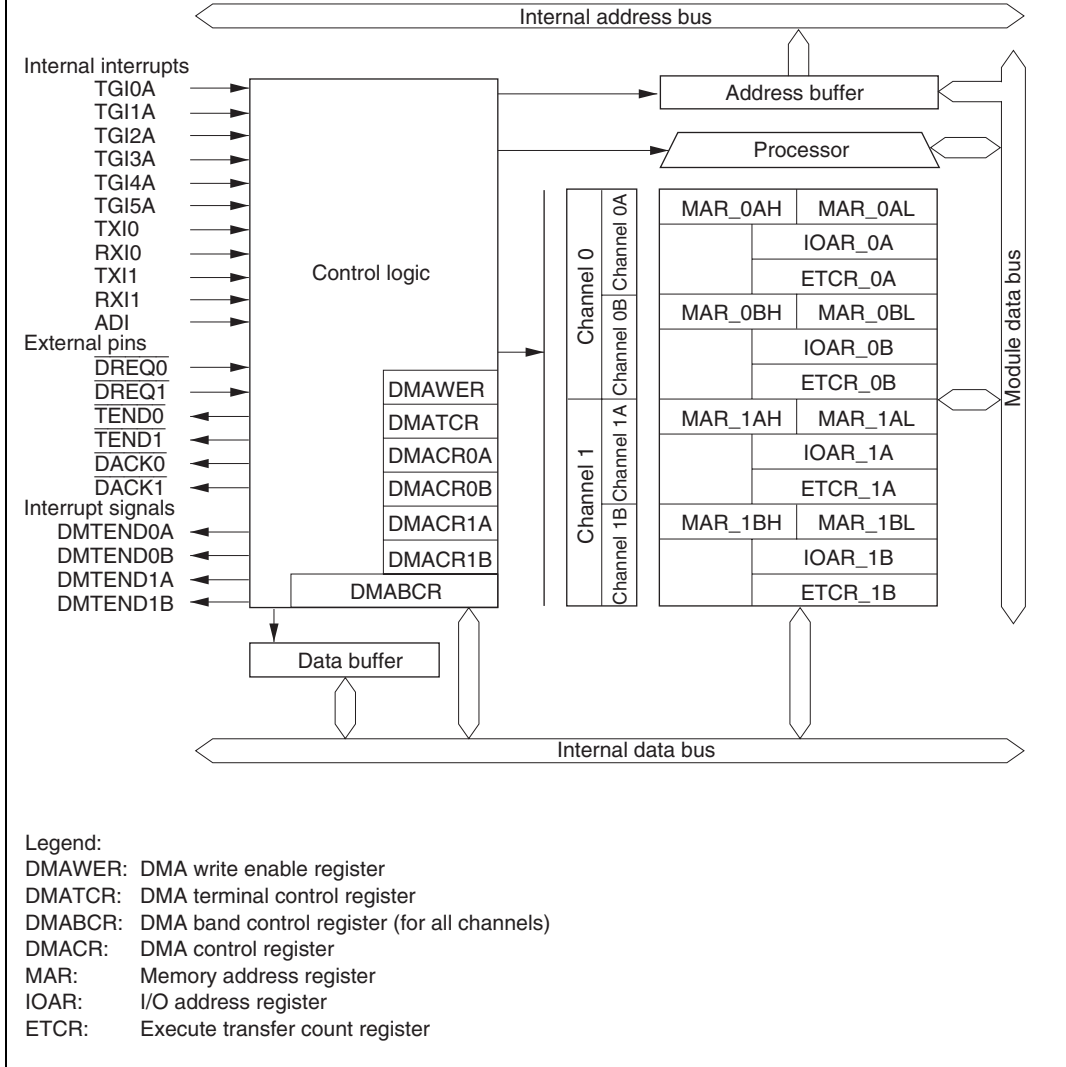 Internal address bus
Internal interrupts
TGI0A
TGI1A
TGI2A
TGI3A
TGI4A
TGI5A
TXI0
RXI0
TXI1
RXI1
ADI
External pins
DREQ0
DREQ1
TEND0
TEND1
DACK0
DACK1
Interrupt signals
DMTEND0A
DMTEND0B
DMTEND1A
DMTEND1B
Control logic
DMAWER
DMATCR
DMACR0A
DMACR0B
DMACR1A
DMACR1B
DMABCR
Data buffer
Address buffer
Processor
Channel 0
Channel 0A
Channel 0B
Channel 1
Channel 1A
Channel 1B
MAR_0AH MAR_0AL
IOAR_0A
ETCR_0A
MAR_0BH MAR_0BL
IOAR_0B
ETCR_0B
MAR_1AH MAR_1AL
IOAR_1A
ETCR_1A
MAR_1BH MAR_1BL
IOAR_1B
ETCR_1B
Module data bus
Internal data bus
Legend:
DMAWER: DMA write enable register
DMATCR: DMA terminal control register
DMABCR: DMA band control register (for all channels)
DMACR: DMA control register
MAR: Memory address register
IOAR: I/O address register
ETCR: Execute transfer count register